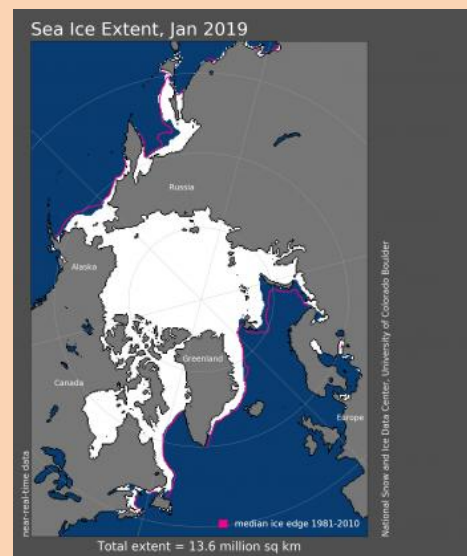 Sea Ice Extent, Jan 2019
Russia
Alaska
Greenland
Canada
Europe
near-real-time data
National Snow and Ice Data Center, University of Colorado Boulder
median ice edge 1981-2010
Total extent = 13.6 million sq km